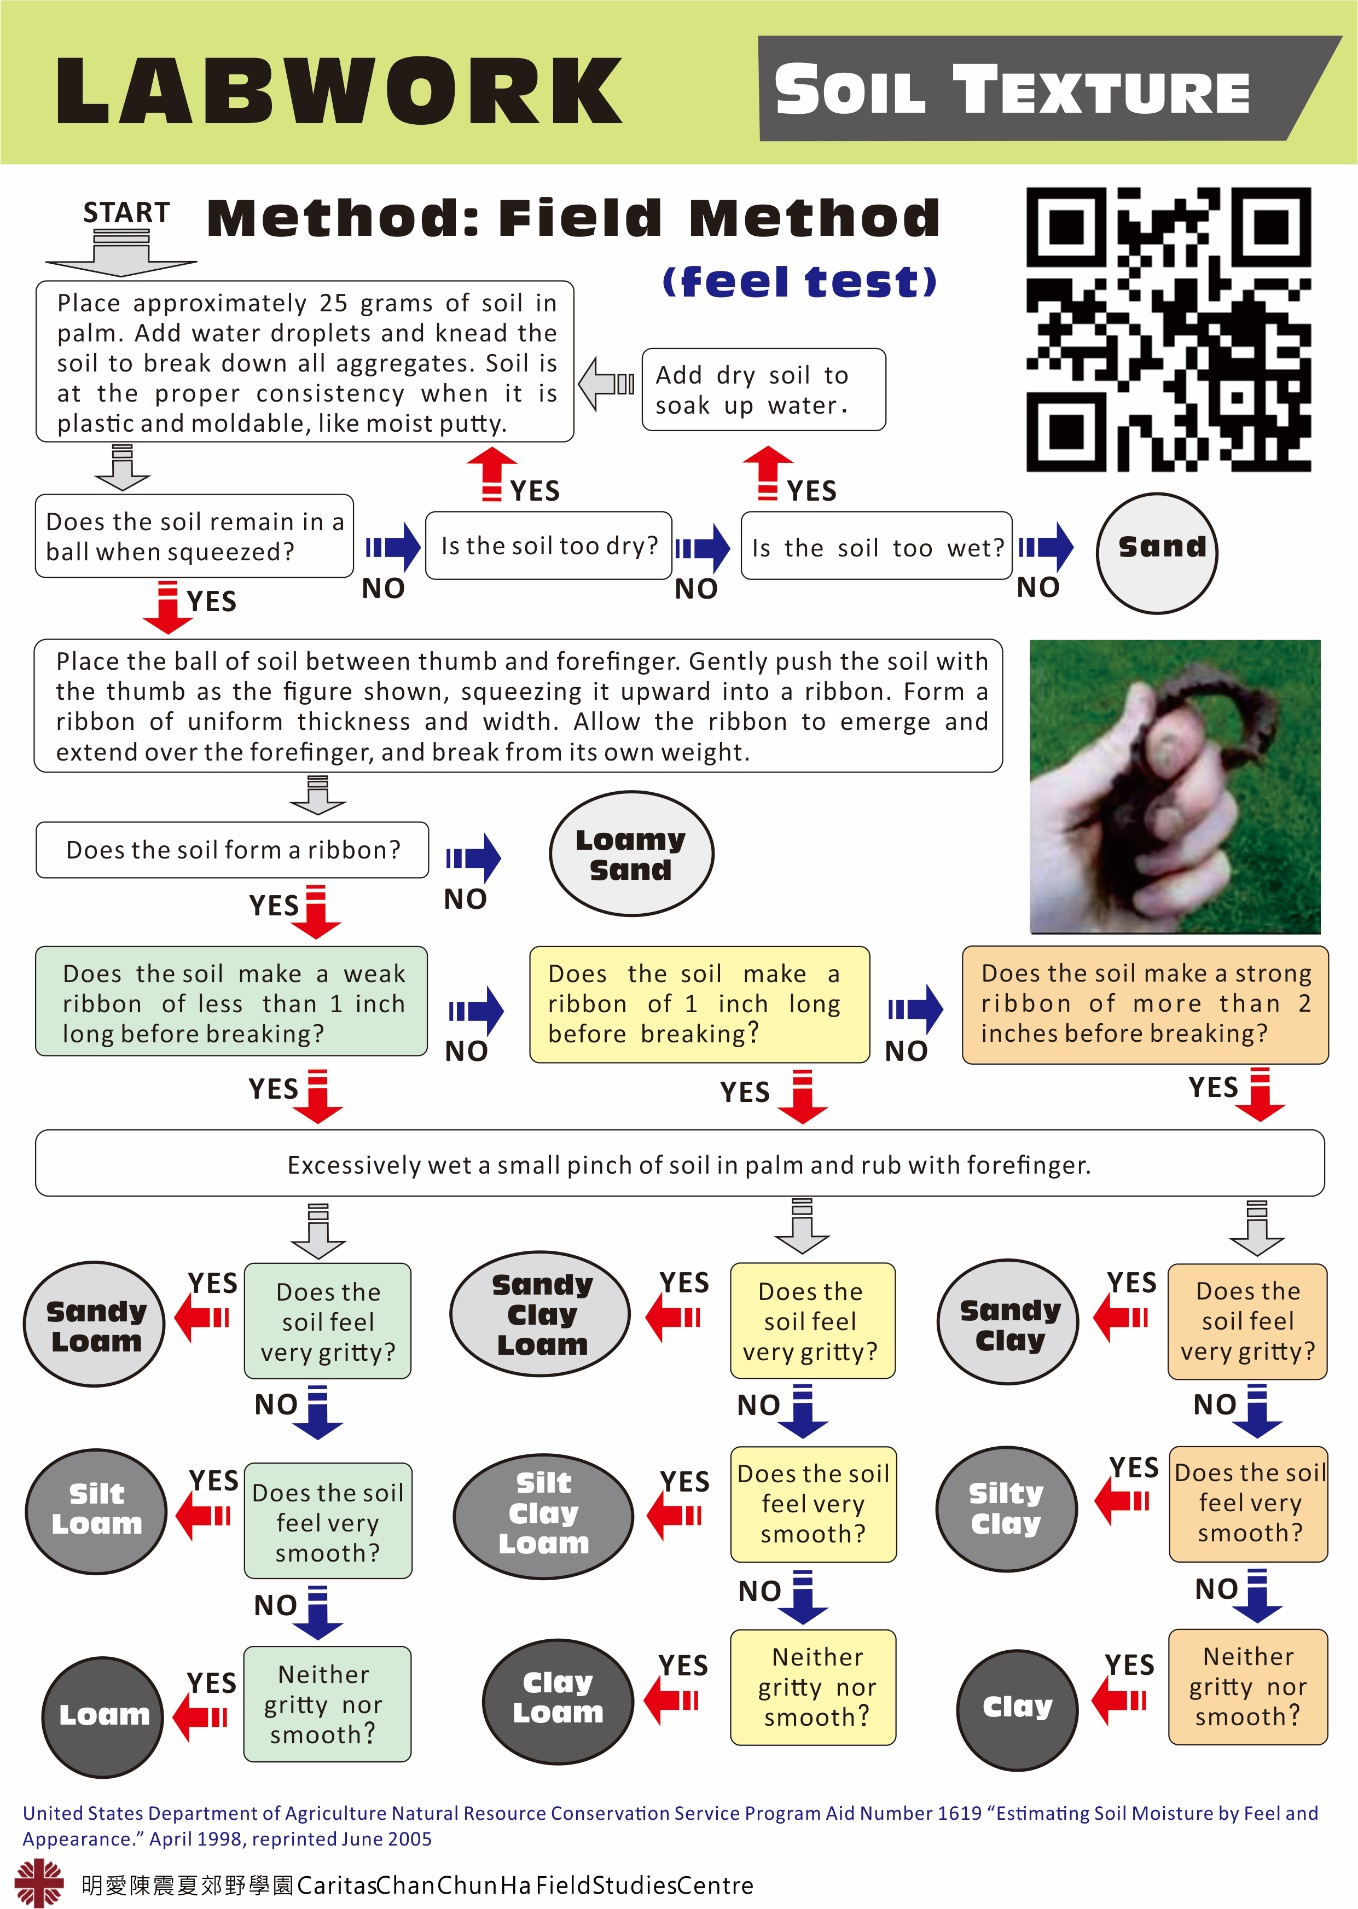 LABWORK
SOIL TEXTURE
START
Method: Field Method
(feel test)
Place approximately 25 grams of soil in
palm. Add water droplets and knead the
soil to break down all aggregates. Soil is
at the proper consistency when it is
plastic and moldable, like moist putty.
Add dry soil to
soak up water.
YES
YES
Does the soil remain in a
ball when squeezed?
NO
Is the soil too dry?
NO
Is the soil too wet?
NO
Sand
YES
Place the ball of soil between thumb and forefinger. Gently push the soil with
the thumb as the figure shown, squeezing it upward into a ribbon. Form a
ribbon of uniform thickness and width. Allow the ribbon to emerge and
extend over the forefinger, and break from its own weight.
Does the soil form a ribbon?
NO
Loamy
Sand
YES
Does the soil make a weak
ribbon of less than 1 inch
long before breaking?
NO
Does the soil make a
ribbon of 1 inch long
before breaking?
NO
Does the soil make a strong
ribbon of more than 2
inches before breaking?
YES
YES
YES
Excessively wet a small pinch of soil in palm and rub with forefinger.
Sandy
Loam
YES
Does the
soil feel
very gritty?
Sandy
Clay
Loam
YES
Does the
soil feel
very gritty?
Sandy
Clay
YES
Does the
soil feel
very gritty?
NO
NO
NO
Silt
Loam
YES
Does the soil
feel very
smooth?
Silt
Clay
Loam
YES
Does the soil
feel very
smooth?
Silty
Clay
YES
Does the soil
feel very
smooth?
NO
NO
NO
Loam
YES
Neither
gritty nor
smooth?
Clay
Loam
YES
Neither
gritty nor
smooth?
Clay
YES
Neither
gritty nor
smooth?
United States Department of Agriculture Natural Resource Conservation Service Program Aid Number 1619 “Estimating Soil Moisture by Feel and
Appearance.” April 1998, reprinted June 2005
明愛陳震夏郊野學園 CaritasChanChunHa FieldStudiesCentre